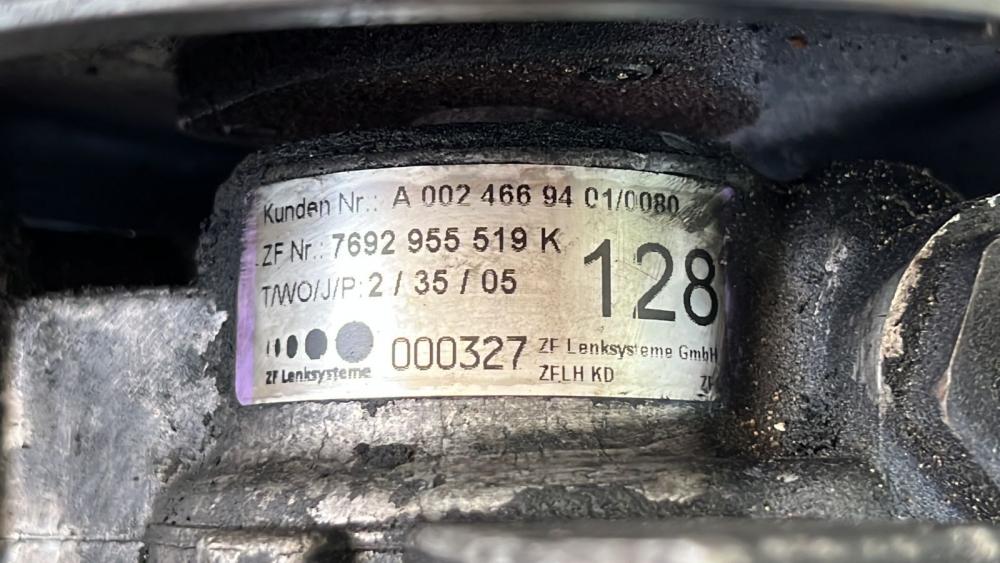 Kunden Nr.: A 002 466 94 01/0080
ZF Nr.: 7692 955 519 K
128
T/WO/J/P: 2 / 35 / 05
000327
ZF Lenksysteme GmbH
ZF Lenksysteme
ZFLH KD
ZF